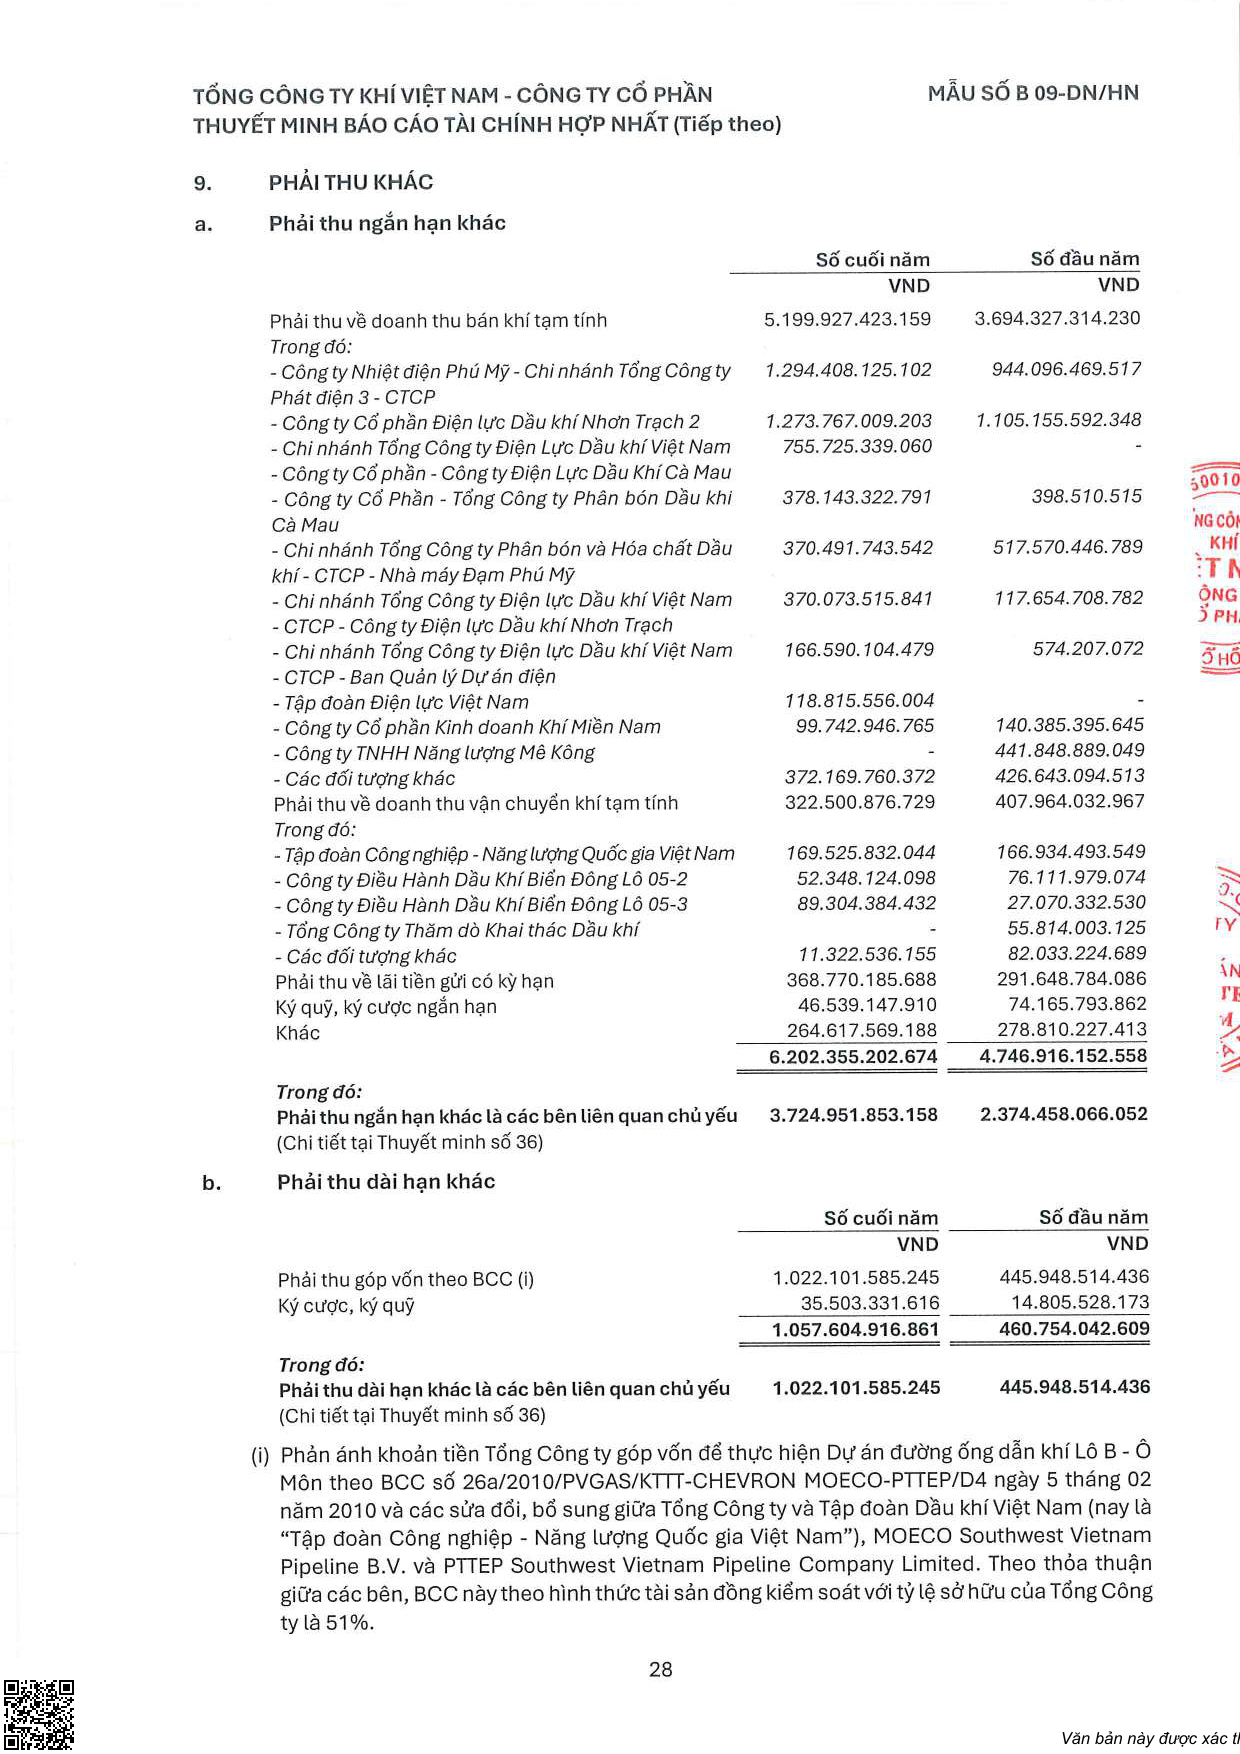 TỔNG CÔNG TY KHÍ VIỆT NAM - CÔNG TY CỔ PHẦN MẪU SỐ B 09-DN/HN
THUYẾT MINH BÁO CÁO TÀI CHÍNH HỢP NHẤT (Tiếp theo)
9. PHẢI THU KHÁC
a. Phải thu ngắn hạn khác
Số cuối năm Số đầu năm
VND VND
Phải thu về doanh thu bán khí tạm tính 5.199.927.423.159 3.694.327.314.230
Trong đó:
- Công ty Nhiệt điện Phú Mỹ - Chi nhánh Tổng Công ty 1.294.408.125.102 944.096.469.517
Phát điện 3 - CTCP
- Công ty Cổ phần Điện lực Dầu khí Nhơn Trạch 2 1.273.767.009.203 1.105.155.592.348
- Chi nhánh Tổng Công ty Điện Lực Dầu khí Việt Nam 755.725.339.060 -
- Công ty Cổ phần - Công ty Điện Lực Dầu Khí Cà Mau
- Công ty Cổ Phần - Tổng Công ty Phân bón Dầu khí 378.143.322.791 398.510.515
Cà Mau
- Chi nhánh Tổng Công ty Phân bón và Hóa chất Dầu 370.491.743.542 517.570.446.789
khí - CTCP - Nhà máy Đạm Phú Mỹ
- Chi nhánh Tổng Công ty Điện lực Dầu khí Việt Nam 370.073.515.841 117.654.708.782
- CTCP - Công ty Điện lực Dầu khí Nhơn Trạch
- Chi nhánh Tổng Công ty Điện lực Dầu khí Việt Nam 166.590.104.479 574.207.072
- CTCP - Ban Quản lý Dự án điện
- Tập đoàn Điện lực Việt Nam 118.815.556.004 -
- Công ty Cổ phần Kinh doanh Khí Miền Nam 99.742.946.765 140.385.395.645
- Công ty TNHH Năng lượng Mê Kông - 441.848.889.049
- Các đối tượng khác 372.169.760.372 426.643.094.513
Phải thu về doanh thu vận chuyển khí tạm tính 322.500.876.729 407.964.032.967
Trong đó:
- Tập đoàn Công nghiệp - Năng lượng Quốc gia Việt Nam 169.525.832.044 166.934.493.549
- Công ty Điều Hành Dầu Khí Biển Đông Lô 05-2 52.348.124.098 76.111.979.074
- Công ty Điều Hành Dầu Khí Biển Đông Lô 05-3 89.304.384.432 27.070.332.530
- Tổng Công ty Thăm dò Khai thác Dầu khí - 55.814.003.125
- Các đối tượng khác 11.322.536.155 82.033.224.689
Phải thu về lãi tiền gửi có kỳ hạn 368.770.185.688 291.648.784.086
Ký quỹ, ký cược ngắn hạn 46.539.147.910 74.165.793.862
Khác 264.617.569.188 278.810.227.413
6.202.355.202.674 4.746.916.152.558
Trong đó:
Phải thu ngắn hạn khác là các bên liên quan chủ yếu 3.724.951.853.158 2.374.458.066.052
(Chi tiết tại Thuyết minh số 36)
b. Phải thu dài hạn khác
Số cuối năm Số đầu năm
VND VND
Phải thu góp vốn theo BCC (i) 1.022.101.585.245 445.948.514.436
Ký cược, ký quỹ 35.503.331.616 14.805.528.173
1.057.604.916.861 460.754.042.609
Trong đó:
Phải thu dài hạn khác là các bên liên quan chủ yếu 1.022.101.585.245 445.948.514.436
(Chi tiết tại Thuyết minh số 36)
(i) Phản ánh khoản tiền Tổng Công ty góp vốn để thực hiện Dự án đường ống dẫn khí Lô B - Ô
Môn theo BCC số 26a/2010/PVGAS/KTTT-CHEVRON MOECO-PTTEP/D4 ngày 5 tháng 02
năm 2010 và các sửa đổi, bổ sung giữa Tổng Công ty và Tập đoàn Dầu khí Việt Nam (nay là
“Tập đoàn Công nghiệp - Năng lượng Quốc gia Việt Nam”), MOECO Southwest Vietnam
Pipeline B.V. và PTTEP Southwest Vietnam Pipeline Company Limited. Theo thỏa thuận
giữa các bên, BCC này theo hình thức tài sản đồng kiểm soát với tỷ lệ sở hữu của Tổng Công
ty là 51%.
28
Văn bản này được xác